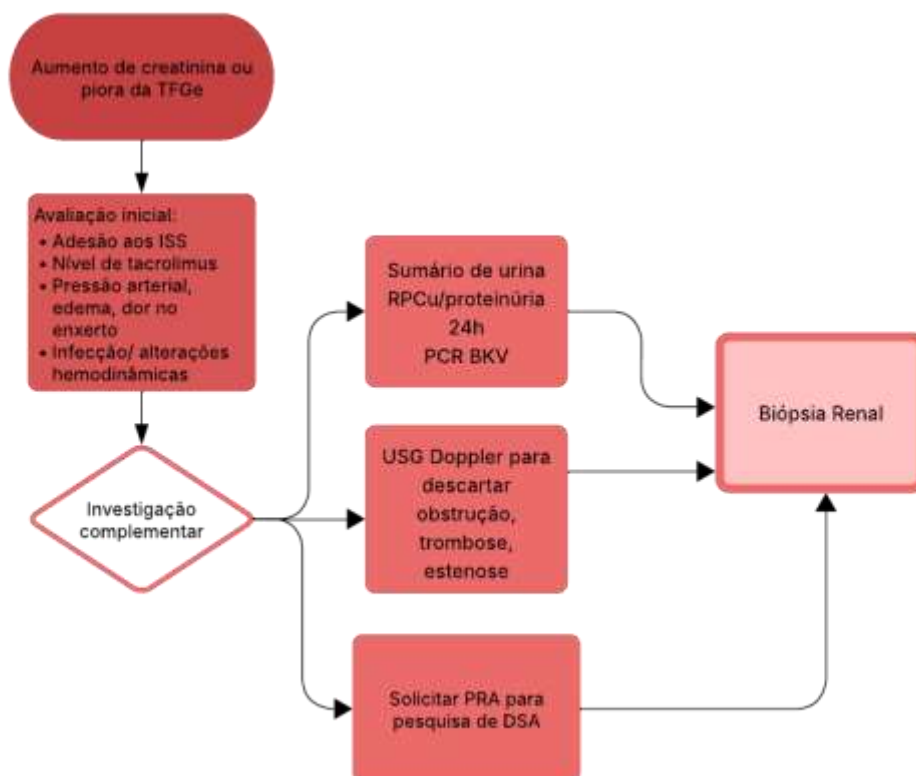 Aumento de creatinina ou
piora da TFGe
Avaliação inicial:
• Adesão aos ISS
• Nível de tacrolimus
• Pressão arterial,
edema, dor no
enxerto
• Infecção/ alterações
hemodinâmicas
Investigação
complementar
Sumário de urina
RPCu/proteinúria
24h
PCR BKV
USG Doppler para
descartar
obstrução,
trombose,
estenose
Solicitar PRA para
pesquisa de DSA
Biópsia Renal